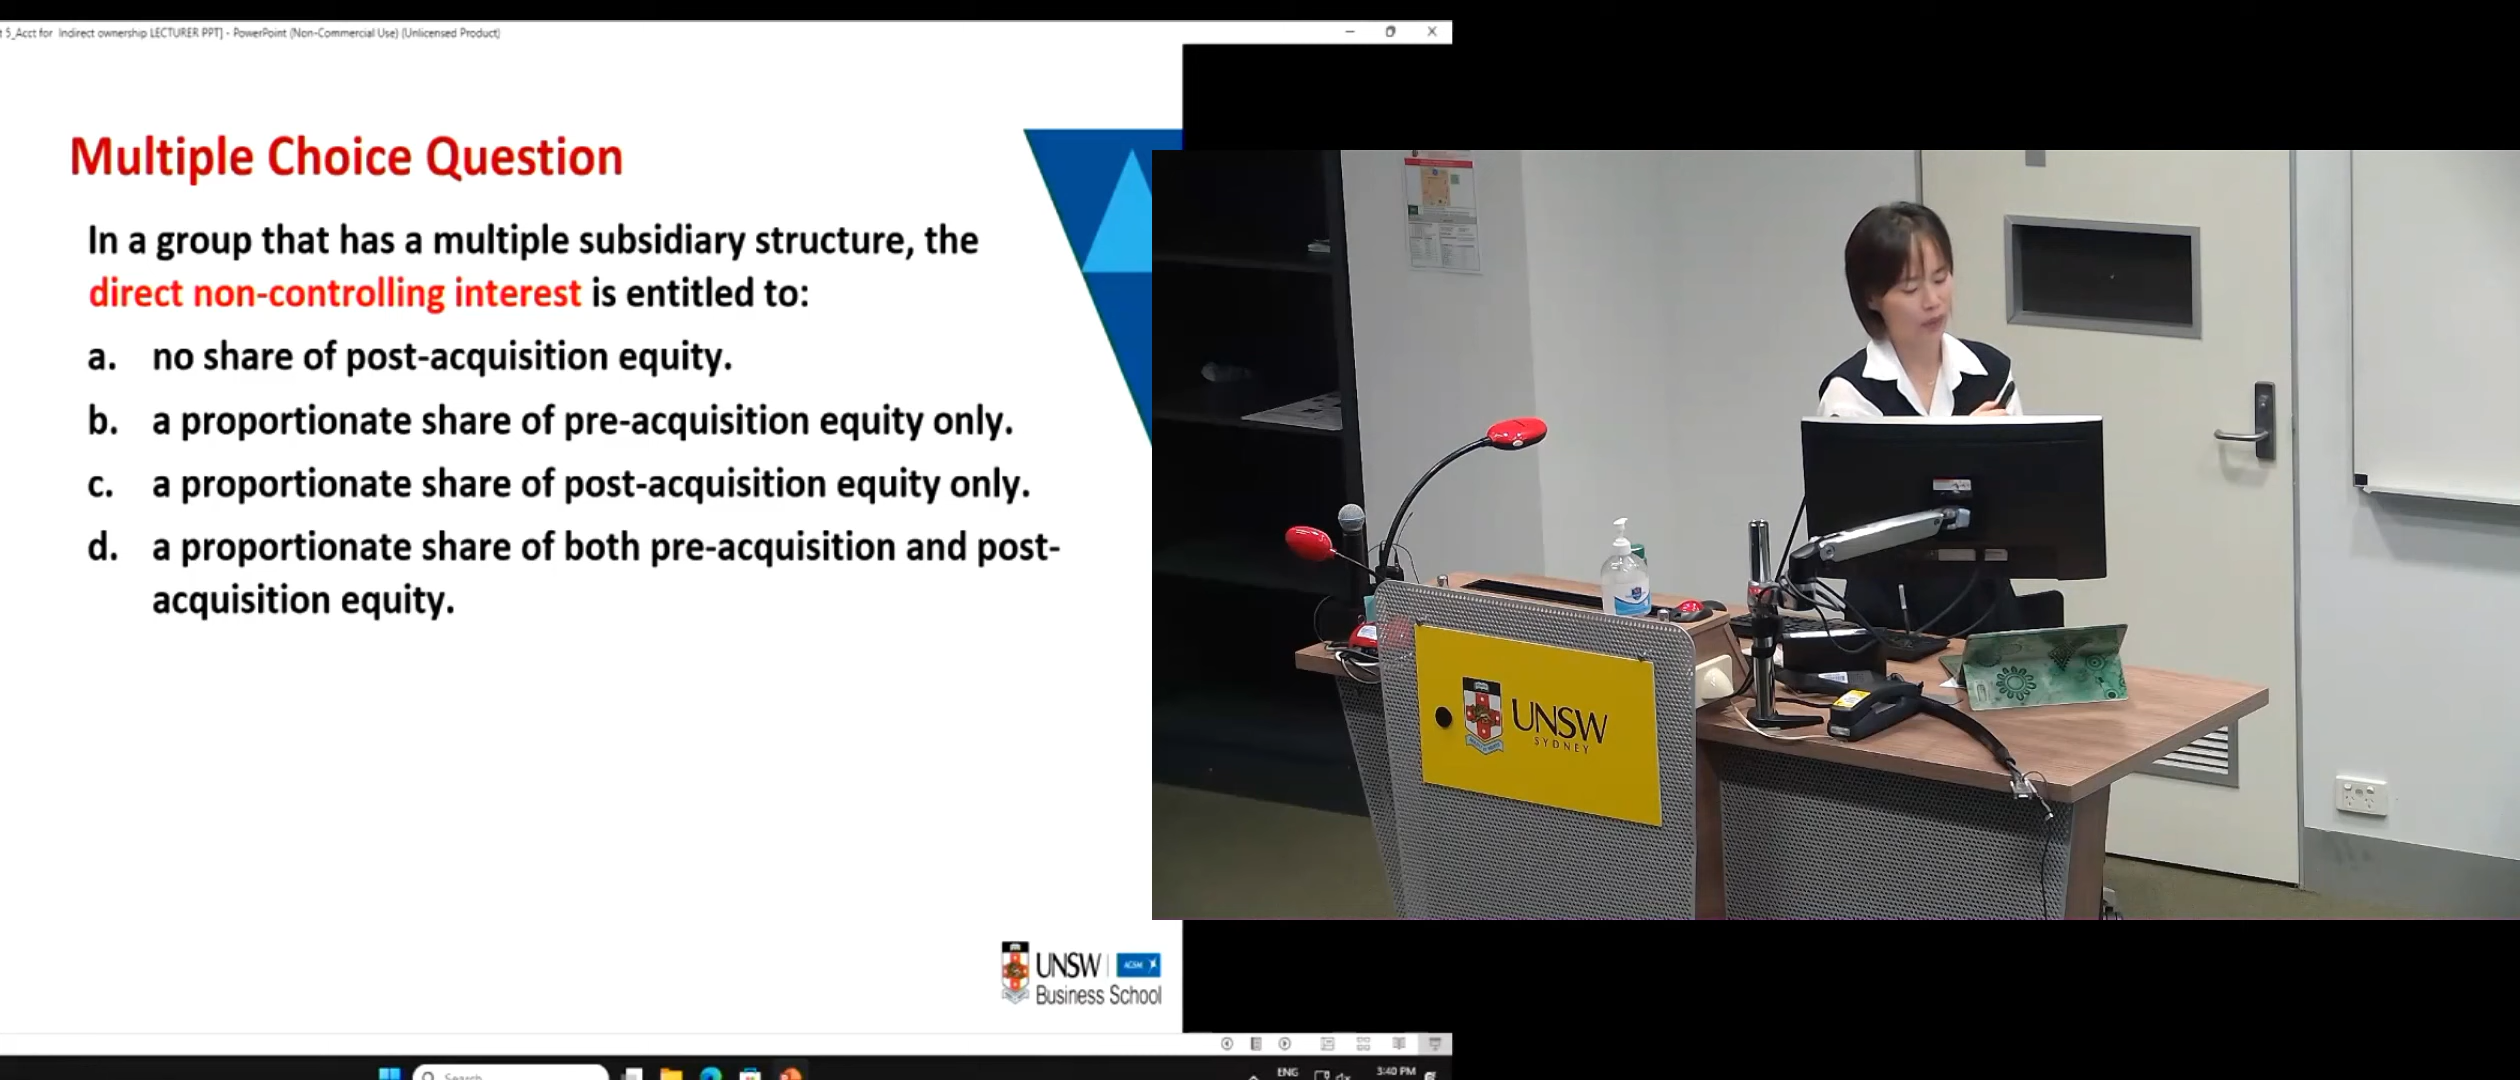 t 5_Acct for Indirect ownership LECTURER PPT] - PowerPoint (Non-Commercial Use) (Unlicensed Product)
Multiple Choice Question
In a group that has a multiple subsidiary structure, the
direct non-controlling interest is entitled to:
a. no share of post-acquisition equity.
b. a proportionate share of pre-acquisition equity only.
c. a proportionate share of post-acquisition equity only.
d. a proportionate share of both pre-acquisition and post-
acquisition equity.
UNSW
SYDNEY
UNSW
AGSM
Business School
Search
ENG
3:40 PM